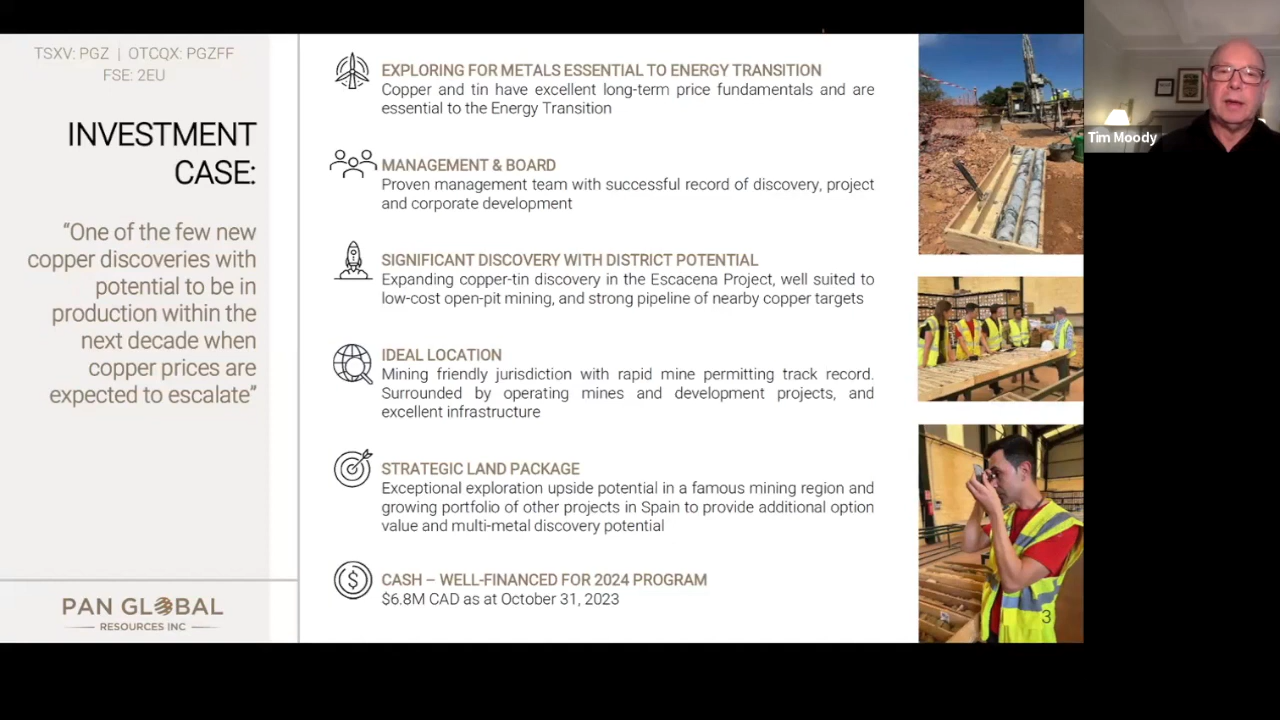 TSXV: PGZ | OTCQX: PGZFF
FSE: 2EU
INVESTMENT
CASE:
“One of the few new
copper discoveries with
potential to be in
production within the
next decade when
copper prices are
expected to escalate”
PAN GLOBAL
RESOURCES INC
EXPLORING FOR METALS ESSENTIAL TO ENERGY TRANSITION
Copper and tin have excellent long-term price fundamentals and are
essential to the Energy Transition
MANAGEMENT & BOARD
Proven management team with successful record of discovery, project
and corporate development
SIGNIFICANT DISCOVERY WITH DISTRICT POTENTIAL
Expanding copper-tin discovery in the Escacena Project, well suited to
low-cost open-pit mining, and strong pipeline of nearby copper targets
IDEAL LOCATION
Mining friendly jurisdiction with rapid mine permitting track record.
Surrounded by operating mines and development projects, and
excellent infrastructure
STRATEGIC LAND PACKAGE
Exceptional exploration upside potential in a famous mining region and
growing portfolio of other projects in Spain to provide additional option
value and multi-metal discovery potential
CASH – WELL-FINANCED FOR 2024 PROGRAM
$6.8M CAD as at October 31, 2023
3
Tim Moody